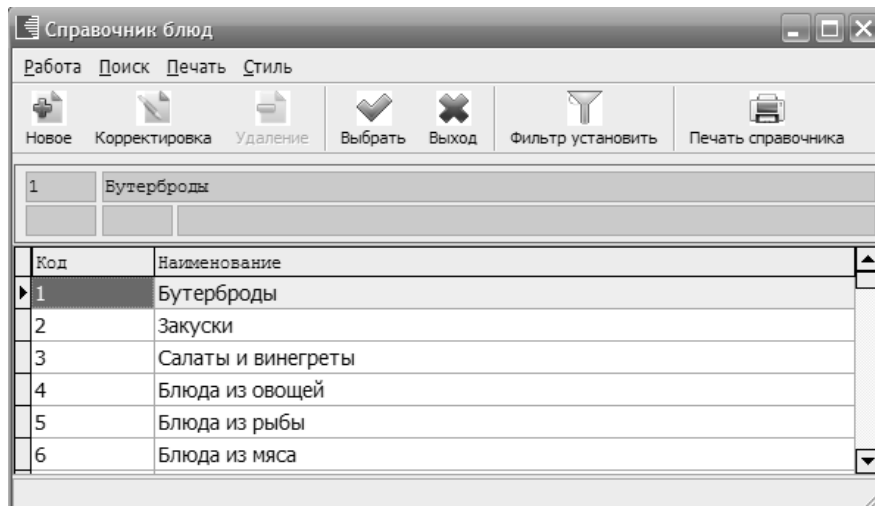 Справочник блюд
Работа Поиск Печать Стиль
Новое Корректировка Удаление Выбрать Выход Фильтр установить Печать справочника
1 Бутерброды
Код Наименование
1 Бутерброды
2 Закуски
3 Салаты и винегреты
4 Блюда из овощей
5 Блюда из рыбы
6 Блюда из мяса